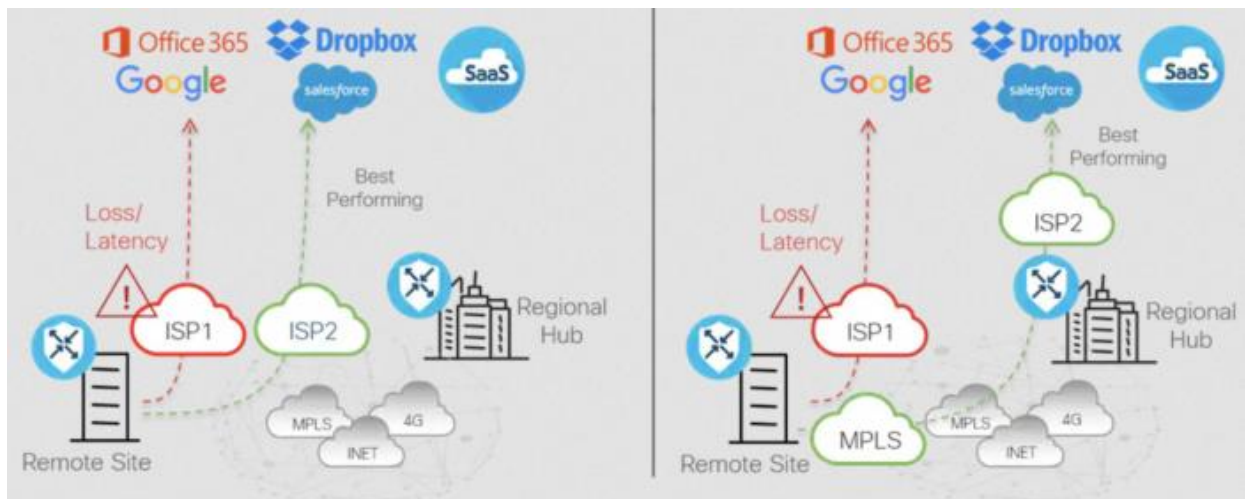 Office 365
Dropbox
Google
salesforce
SaaS
Best
Performing
Loss/
Latency
!
ISP1
ISP2
Regional
Hub
MPLS
4G
INET
Remote Site
Office 365
Dropbox
Google
salesforce
SaaS
Best
Performing
Loss/
Latency
ISP2
!
ISP1
Regional
Hub
MPLS
MPLS
4G
INET
Remote Site